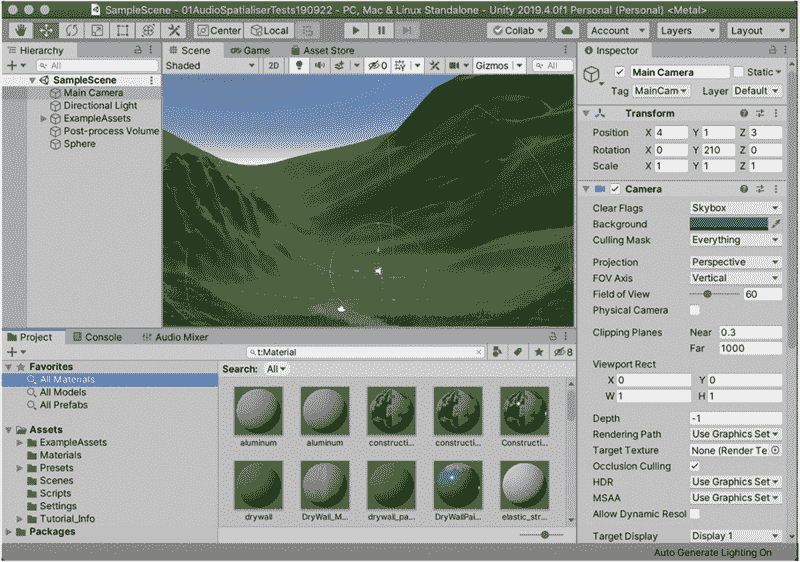 SampleScene - 01AudioSpatialiserTests190922 - PC, Mac & Linux Standalone - Unity 2019.4.0f1 Personal (Personal) <Metal>
Center Local Collab Account Layers Layout
Hierarchy
All
SampleScene
Main Camera
Directional Light
ExampleAssets
Post-process Volume
Sphere
Scene Game Asset Store
Shaded 2D 0 Gizmos All
Project Console Audio Mixer
t:Material 8
Favorites
All Materials
All Models
All Prefabs
Assets
ExampleAssets
Materials
Presets
Scenes
Scripts
Settings
Tutorial_Info
Packages
Search: All
aluminum aluminum constructi... constructi... Constructi...
drywall DryWall_M... drywall_pa... DryWallPai... elastic_str...
Inspector
Main Camera Static
Tag MainCam Layer Default
Transform
Position X 4 Y 1 Z 3
Rotation X 0 Y 210 Z 0
Scale X 1 Y 1 Z 1
Camera
Clear Flags Skybox
Background
Culling Mask Everything
Projection Perspective
FOV Axis Vertical
Field of View 60
Physical Camera
Clipping Planes Near 0.3
Far 1000
Viewport Rect
X 0 Y 0
W 1 H 1
Depth -1
Rendering Path Use Graphics Set
Target Texture None (Render Te
Occlusion Culling
HDR Use Graphics Set
MSAA Use Graphics Set
Allow Dynamic Resol
Target Display Display 1
Auto Generate Lighting On